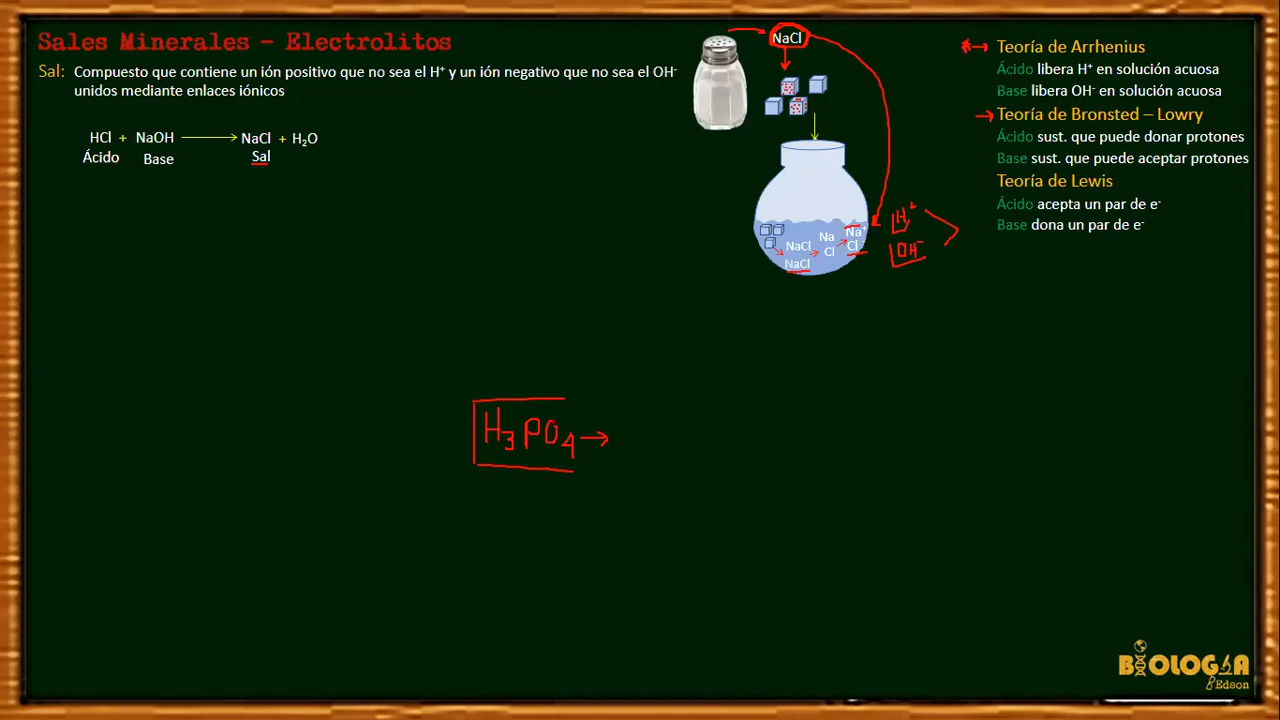 Sales Minerales - Electrolitos
Sal: Compuesto que contiene un ión positivo que no sea el H⁺ y un ión negativo que no sea el OH⁻
unidos mediante enlaces iónicos
HCl + NaOH ⟶ NaCl + H₂O
Ácido Base Sal
NaCl
NaCl
NaCl
Na
Cl
Na⁺
Cl⁻
H⁺
OH⁻
Teoría de Arrhenius
Ácido libera H⁺ en solución acuosa
Base libera OH⁻ en solución acuosa
Teoría de Bronsted – Lowry
Ácido sust. que puede donar protones
Base sust. que puede aceptar protones
Teoría de Lewis
Ácido acepta un par de e⁻
Base dona un par de e⁻
H₃PO₄ →
BIOLOGIA
Edson